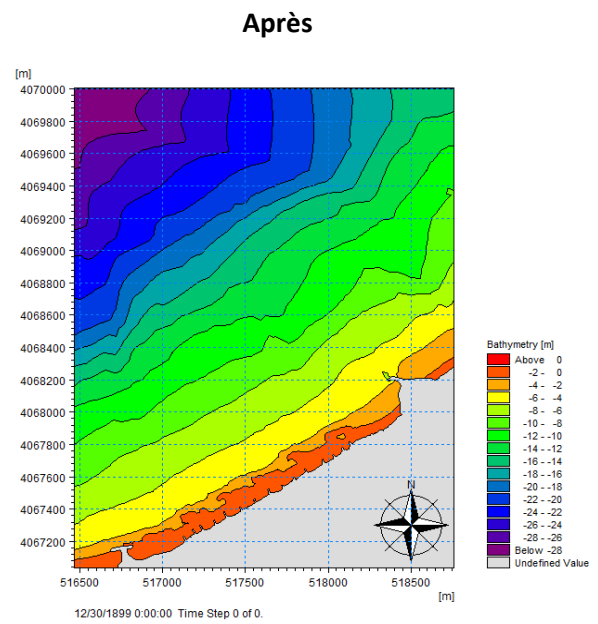 Après
[m]
4070000
4069800
4069600
4069400
4069200
4069000
4068800
4068600
4068400
4068200
4068000
4067800
4067600
4067400
4067200
516500 517000 517500 518000 518500
[m]
12/30/1899 0:00:00 Time Step 0 of 0.
N
Bathymetry [m]
Above 0
-2 - 0
-4 - -2
-6 - -4
-8 - -6
-10 - -8
-12 - -10
-14 - -12
-16 - -14
-18 - -16
-20 - -18
-22 - -20
-24 - -22
-26 - -24
-28 - -26
Below -28
Undefined Value